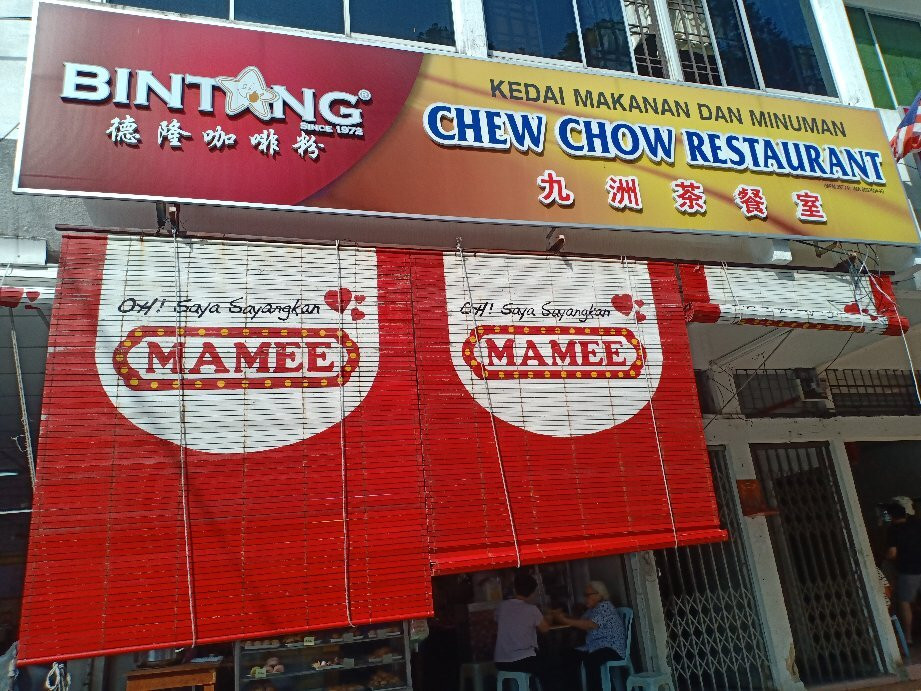 BINTANG®
SINCE 1972
德隆咖啡粉
KEDAI MAKANAN DAN MINUMAN
CHEW CHOW RESTAURANT
九洲茶餐室
OH! Saya Sayangkan
MAMEE
OH! Saya Sayangkan
MAMEE